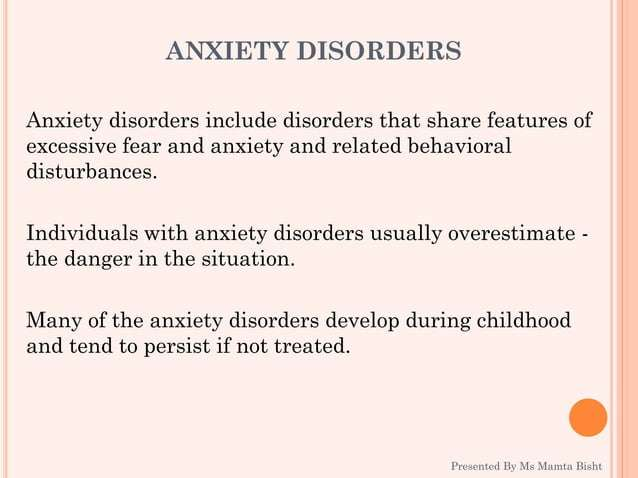 ANXIETY DISORDERS
Anxiety disorders include disorders that share features of
excessive fear and anxiety and related behavioral
disturbances.
Individuals with anxiety disorders usually overestimate -
the danger in the situation.
Many of the anxiety disorders develop during childhood
and tend to persist if not treated.
Presented By Ms Mamta Bisht